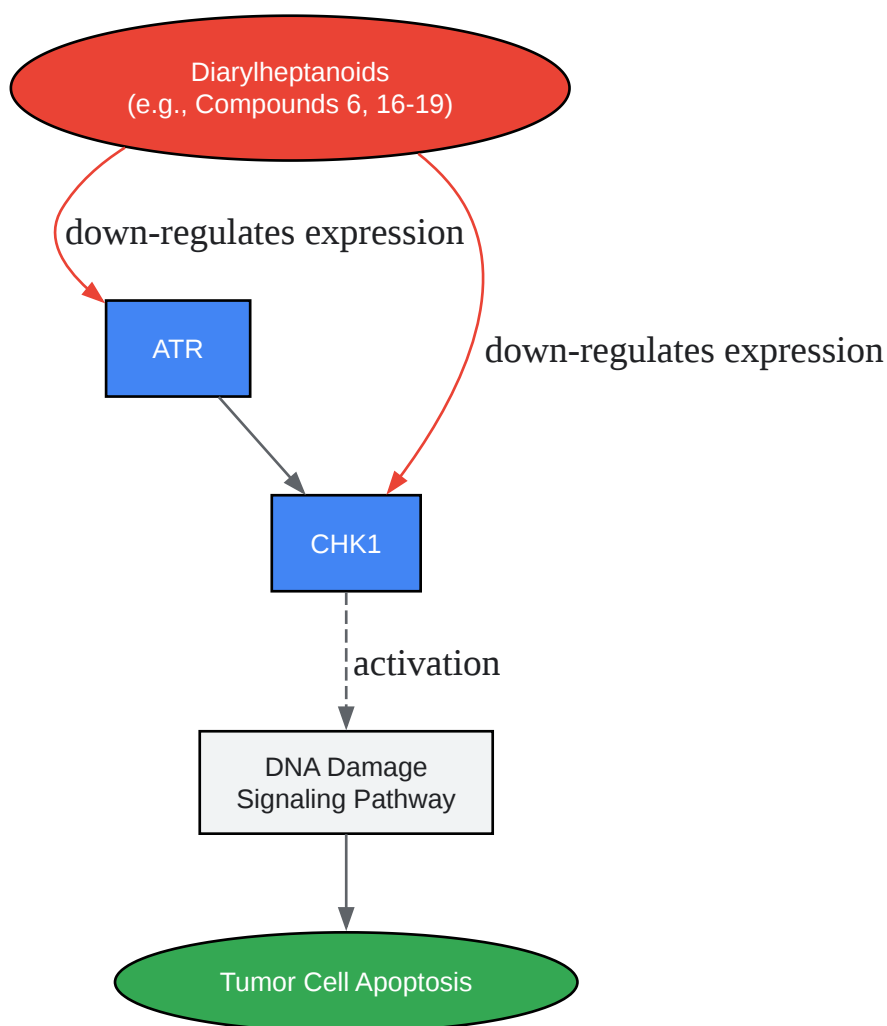 Diarylheptanoids
(e.g., Compounds 6, 16-19)
down-regulates expression
ATR
down-regulates expression
CHK1
activation
DNA Damage
Signaling Pathway
Tumor Cell Apoptosis